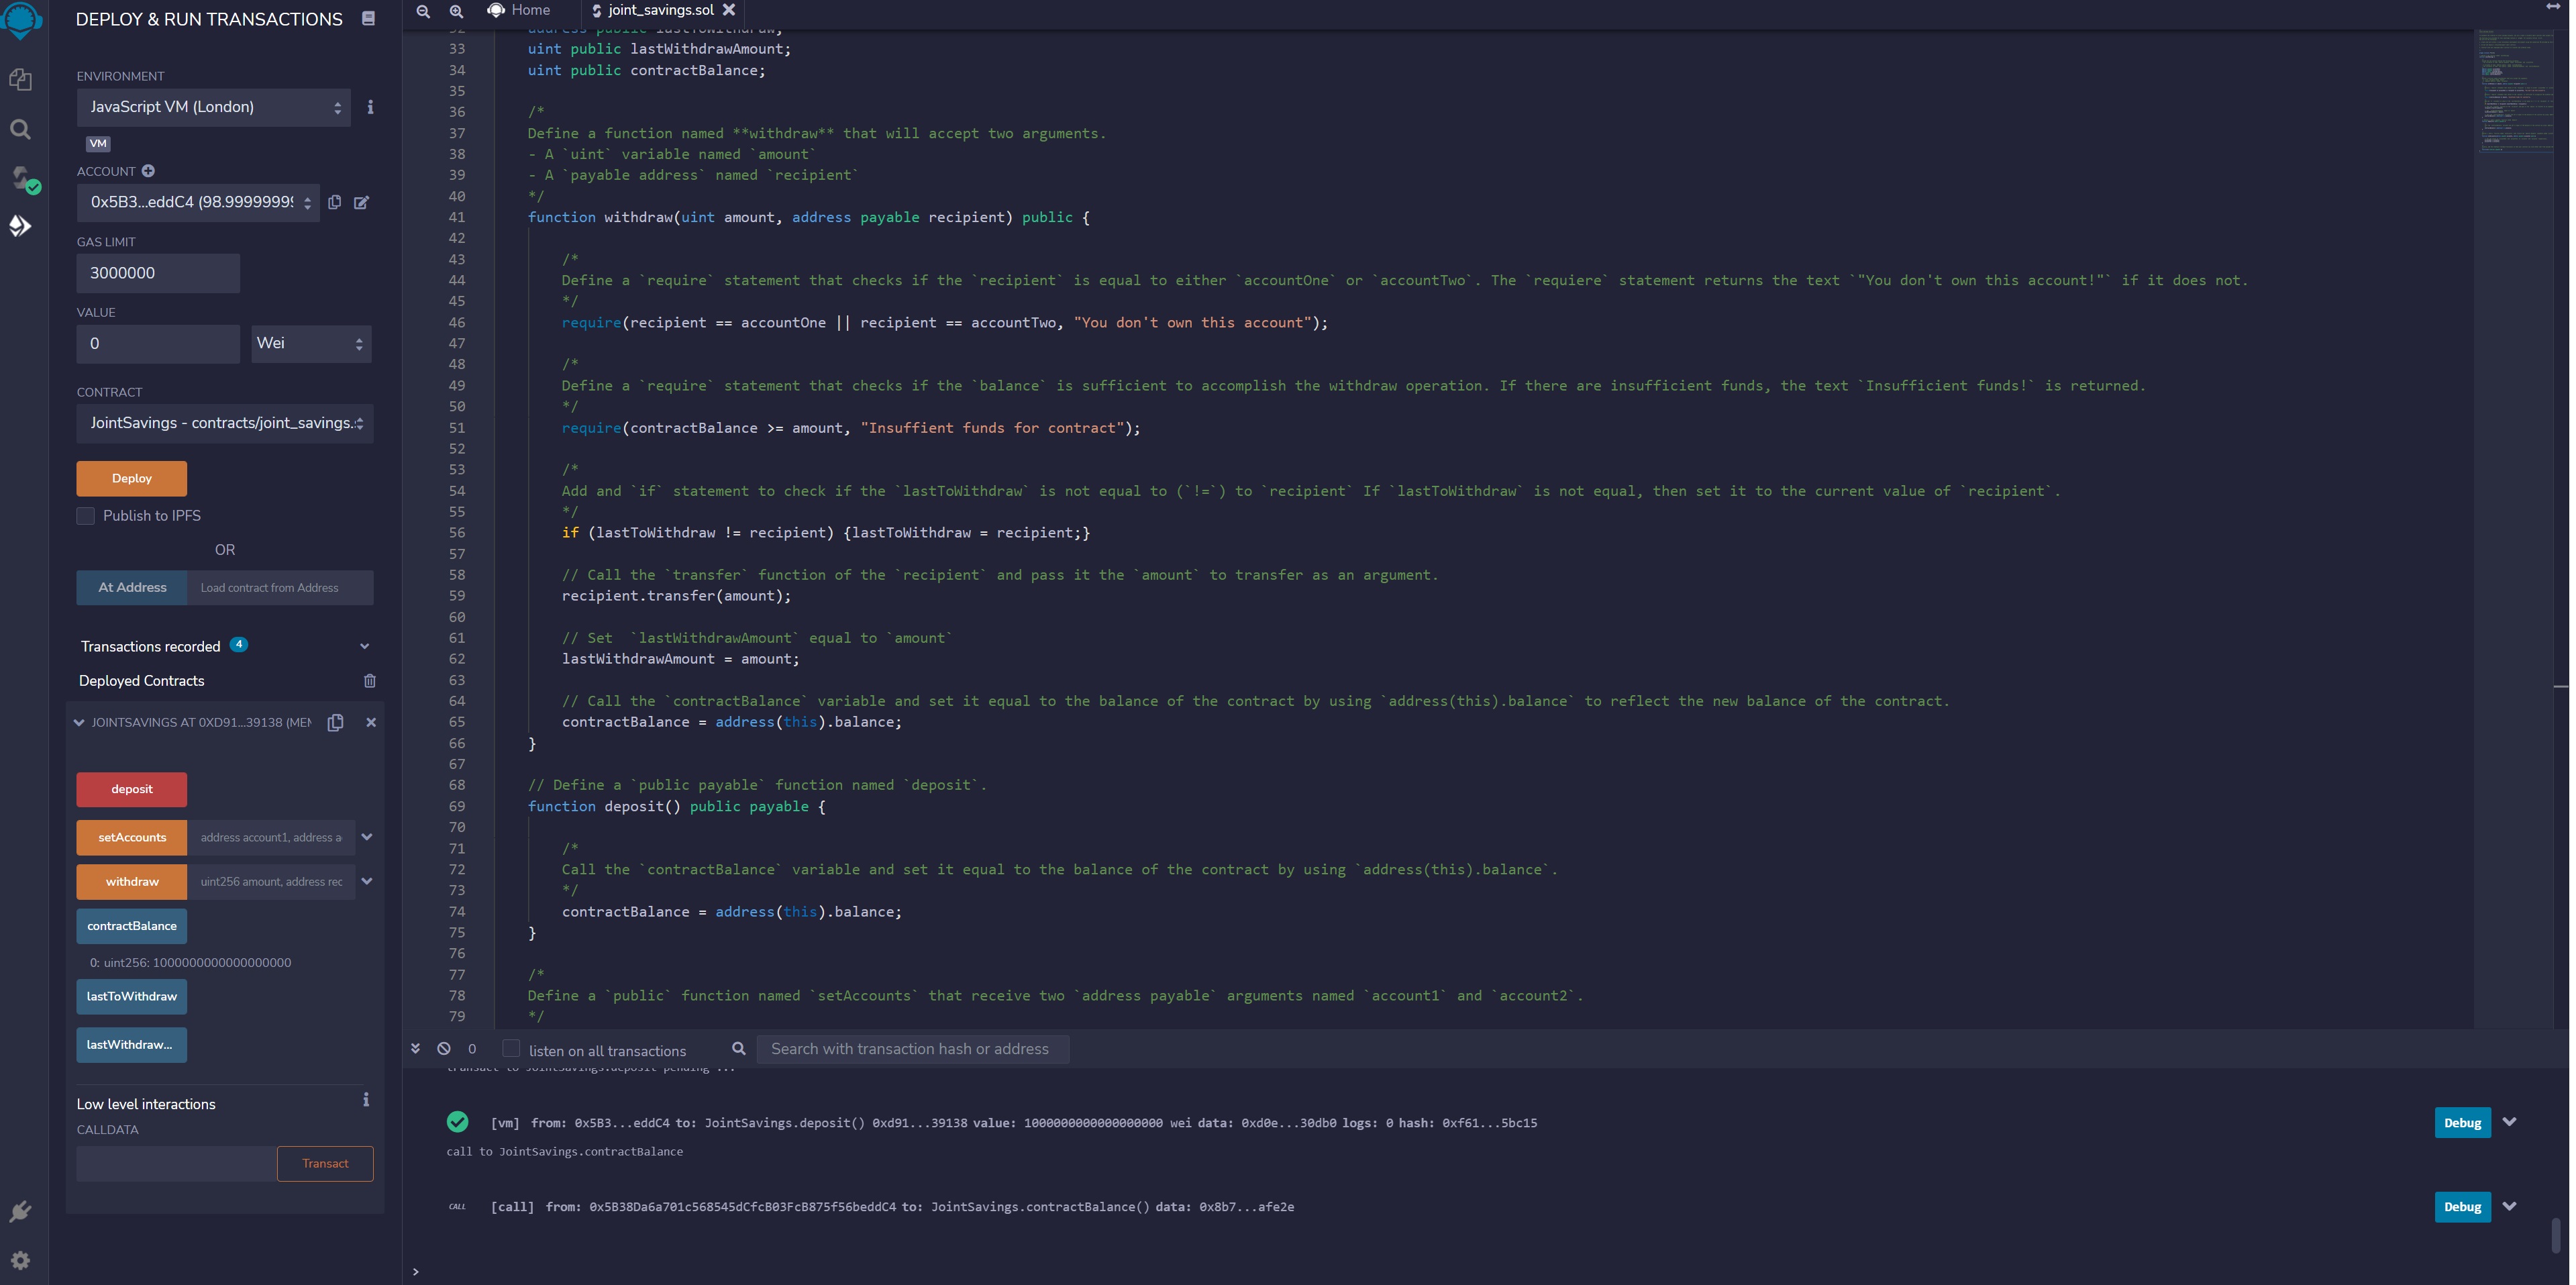 DEPLOY & RUN TRANSACTIONS
ENVIRONMENT
JavaScript VM (London)
VM
ACCOUNT
0x5B3...eddC4 (98.9999999
GAS LIMIT
3000000
VALUE
0
Wei
CONTRACT
JointSavings - contracts/joint_savings.
Deploy
Publish to IPFS
OR
At Address
Load contract from Address
Transactions recorded 4
Deployed Contracts
JOINTSAVINGS AT 0XD91...39138 (MEM
deposit
setAccounts
address account1, address a
withdraw
uint256 amount, address rec
contractBalance
0: uint256: 1000000000000000000
lastToWithdraw
lastWithdraw...
Low level interactions
CALLDATA
Transact
Home
joint_savings.sol
32 address public lastToWithdraw;
33 uint public lastWithdrawAmount;
34 uint public contractBalance;
35
36 /*
37 Define a function named **withdraw** that will accept two arguments.
38 - A `uint` variable named `amount`
39 - A `payable address` named `recipient`
40 */
41 function withdraw(uint amount, address payable recipient) public {
42
43 /*
44 Define a `require` statement that checks if the `recipient` is equal to either `accountOne` or `accountTwo`. The `requiere` statement returns the text `"You don't own this account!"` if it does not.
45 */
46 require(recipient == accountOne || recipient == accountTwo, "You don't own this account");
47
48 /*
49 Define a `require` statement that checks if the `balance` is sufficient to accomplish the withdraw operation. If there are insufficient funds, the text `Insufficient funds!` is returned.
50 */
51 require(contractBalance >= amount, "Insuffient funds for contract");
52
53 /*
54 Add and `if` statement to check if the `lastToWithdraw` is not equal to (`!=`) to `recipient` If `lastToWithdraw` is not equal, then set it to the current value of `recipient`.
55 */
56 if (lastToWithdraw != recipient) {lastToWithdraw = recipient;}
57
58 // Call the `transfer` function of the `recipient` and pass it the `amount` to transfer as an argument.
59 recipient.transfer(amount);
60
61 // Set  `lastWithdrawAmount` equal to `amount`
62 lastWithdrawAmount = amount;
63
64 // Call the `contractBalance` variable and set it equal to the balance of the contract by using `address(this).balance` to reflect the new balance of the contract.
65 contractBalance = address(this).balance;
66 }
67
68 // Define a `public payable` function named `deposit`.
69 function deposit() public payable {
70
71 /*
72 Call the `contractBalance` variable and set it equal to the balance of the contract by using `address(this).balance`.
73 */
74 contractBalance = address(this).balance;
75 }
76
77 /*
78 Define a `public` function named `setAccounts` that receive two `address payable` arguments named `account1` and `account2`.
79 */
0
listen on all transactions
Search with transaction hash or address
transact to JointSavings.deposit pending ...
[vm] from: 0x5B3...eddC4 to: JointSavings.deposit() 0xd91...39138 value: 1000000000000000000 wei data: 0xd0e...30db0 logs: 0 hash: 0xf61...5bc15
Debug
call to JointSavings.contractBalance
CALL
[call] from: 0x5B38Da6a701c568545dCfcB03FcB875f56beddC4 to: JointSavings.contractBalance() data: 0x8b7...afe2e
Debug
>